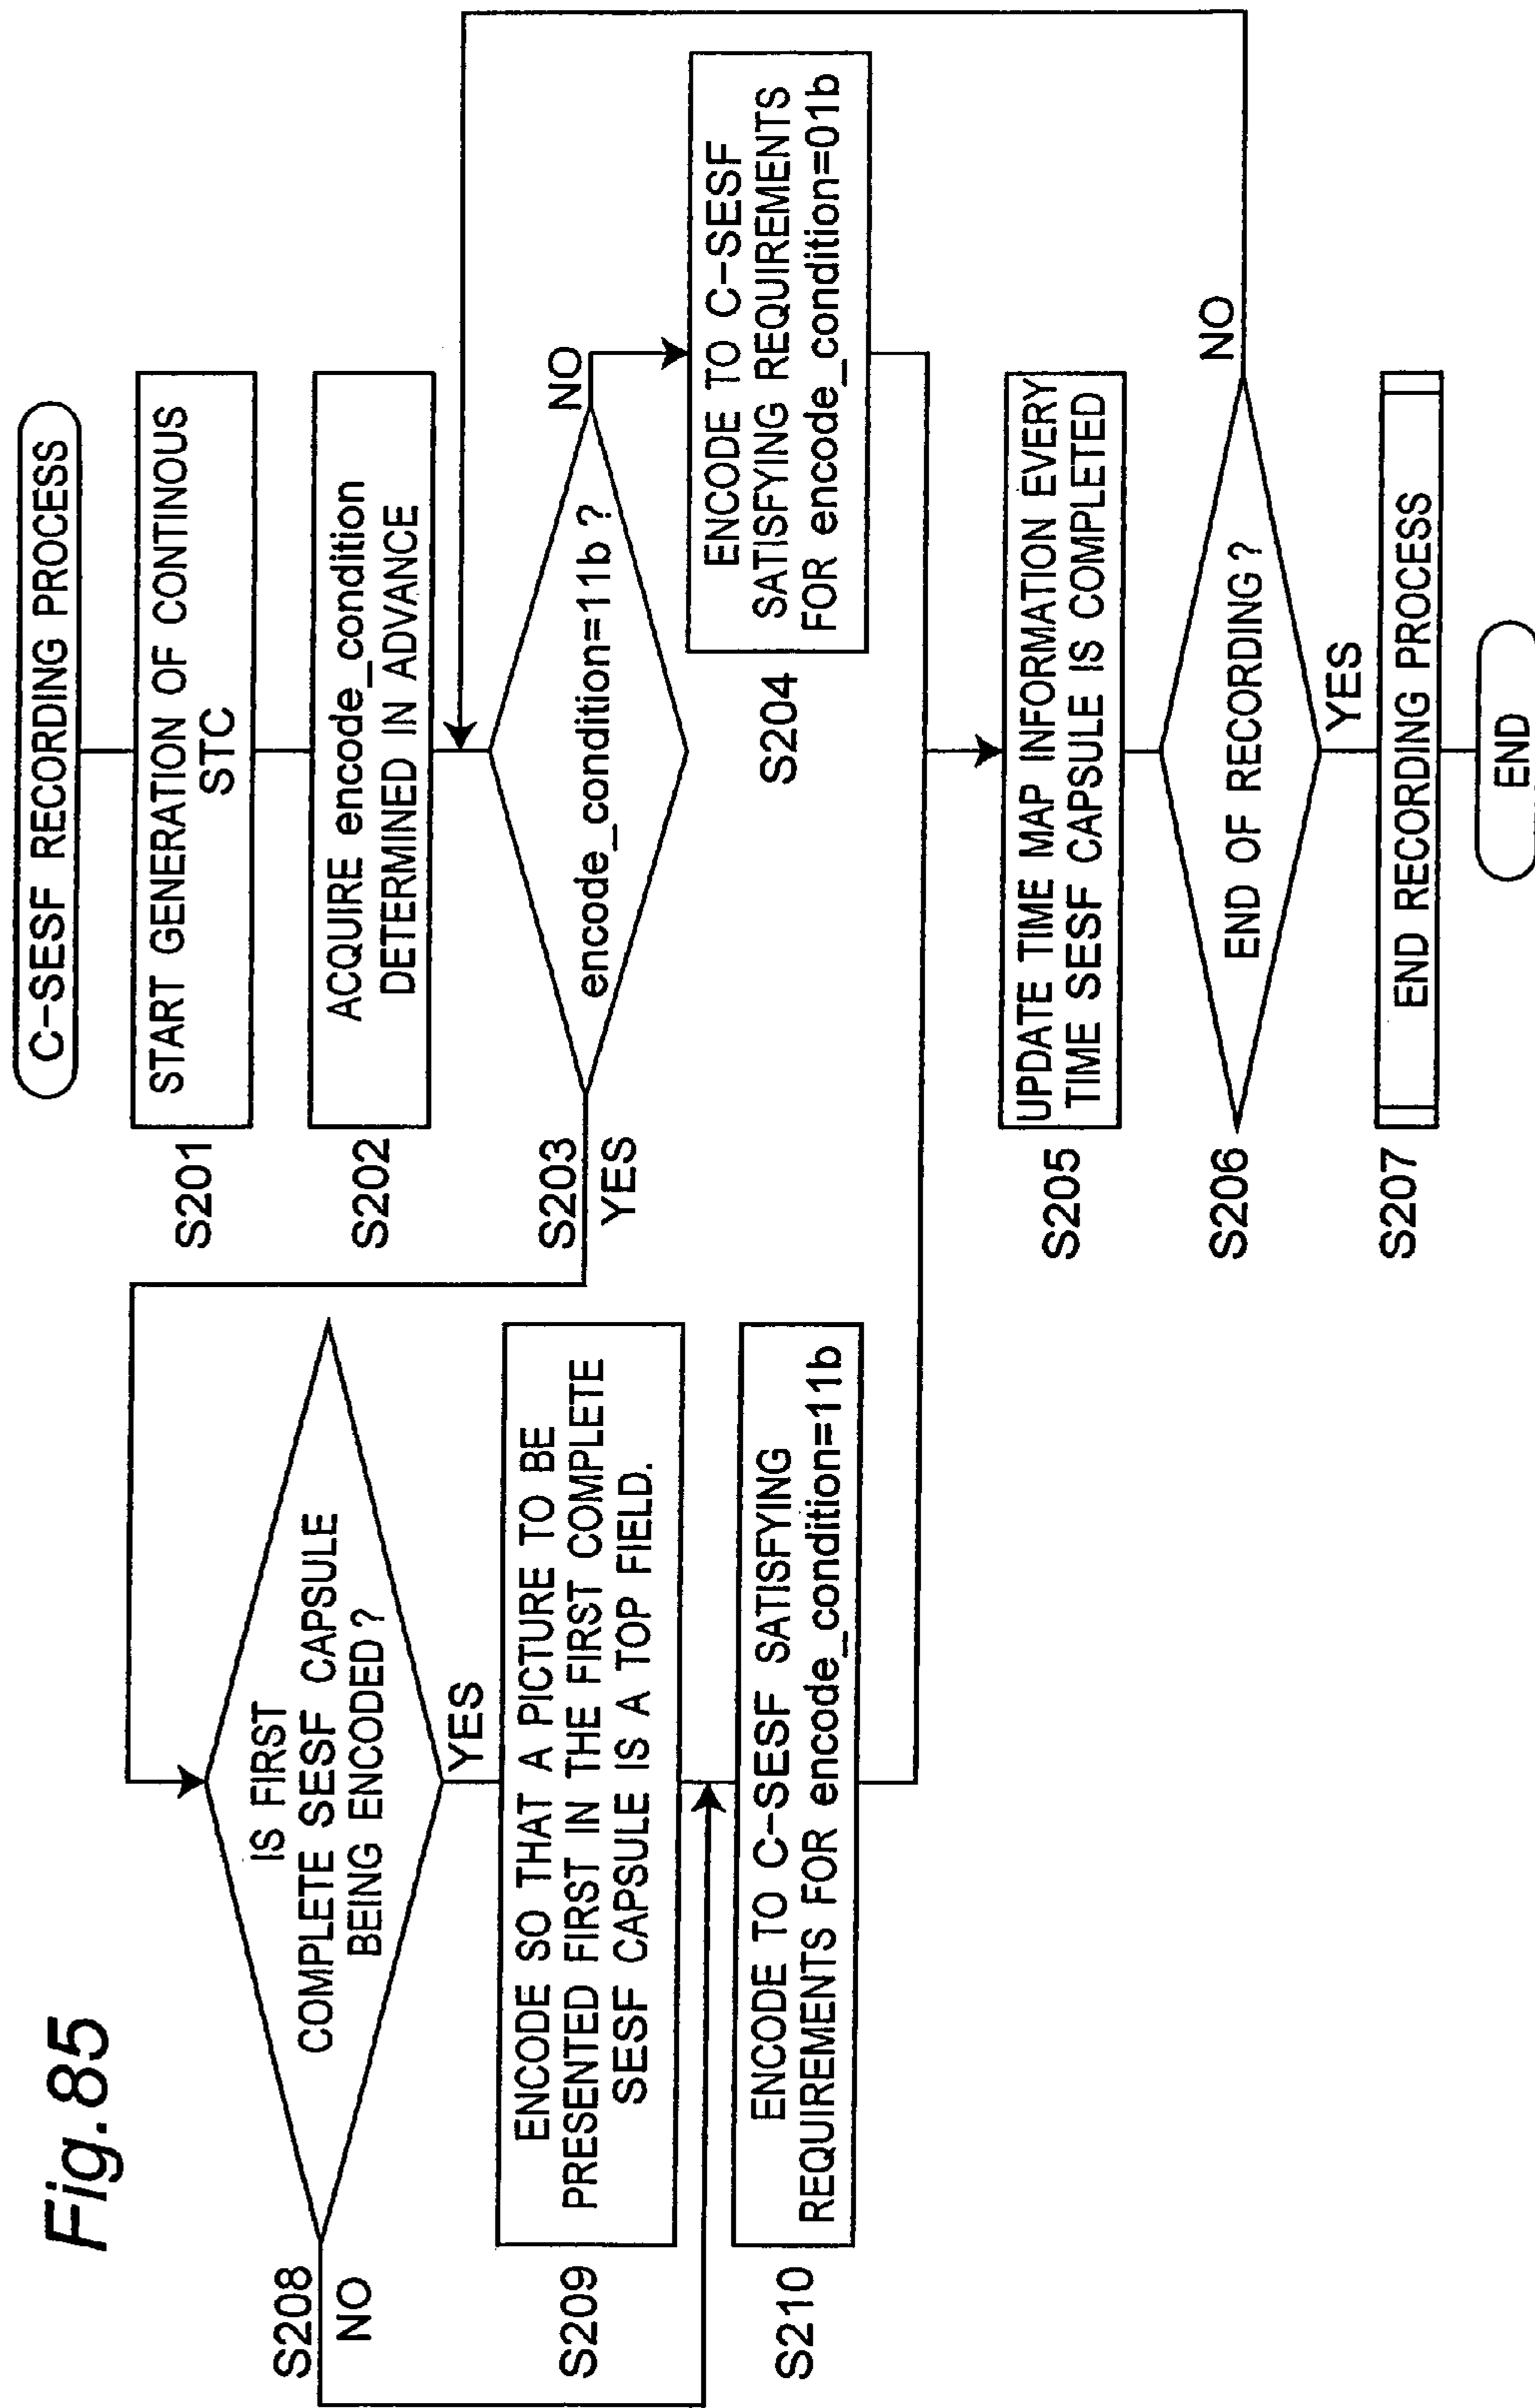 Fig.85
C-SESF RECORDING PROCESS
S201
START GENERATION OF CONTINOUS
STC
S202
ACQUIRE encode_condition
DETERMINED IN ADVANCE
S203
encode_condition=11b ?
YES
NO
S204
ENCODE TO C-SESF
SATISFYING REQUIREMENTS
FOR encode_condition=01b
S205
UPDATE TIME MAP INFORMATION EVERY
TIME SESF CAPSULE IS COMPLETED
S206
END OF RECORDING?
NO
YES
S207
END RECORDING PROCESS
END
S208
IS FIRST
COMPLETE SESF CAPSULE
BEING ENCODED?
NO
YES
S209
ENCODE SO THAT A PICTURE TO BE
PRESENTED FIRST IN THE FIRST COMPLETE
SESF CAPSULE IS A TOP FIELD.
S210
ENCODE TO C-SESF SATISFYING
REQUIREMENTS FOR encode_condition=11b